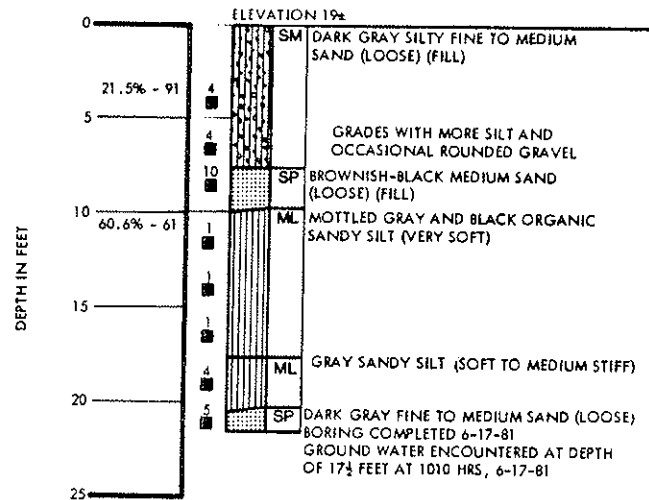 ELEVATION 19±
0
SM DARK GRAY SILTY FINE TO MEDIUM
SAND (LOOSE) (FILL)
21.5% - 91 4
5
4 GRADES WITH MORE SILT AND
OCCASIONAL ROUNDED GRAVEL
10 SP BROWNISH-BLACK MEDIUM SAND
(LOOSE) (FILL)
10 ML MOTTLED GRAY AND BLACK ORGANIC
60.6% - 61 1 SANDY SILT (VERY SOFT)
DEPTH IN FEET
1
15
1
ML GRAY SANDY SILT (SOFT TO MEDIUM STIFF)
4
20
5 SP DARK GRAY FINE TO MEDIUM SAND (LOOSE)
BORING COMPLETED 6-17-81
GROUND WATER ENCOUNTERED AT DEPTH
OF 17½ FEET AT 1010 HRS, 6-17-81
25